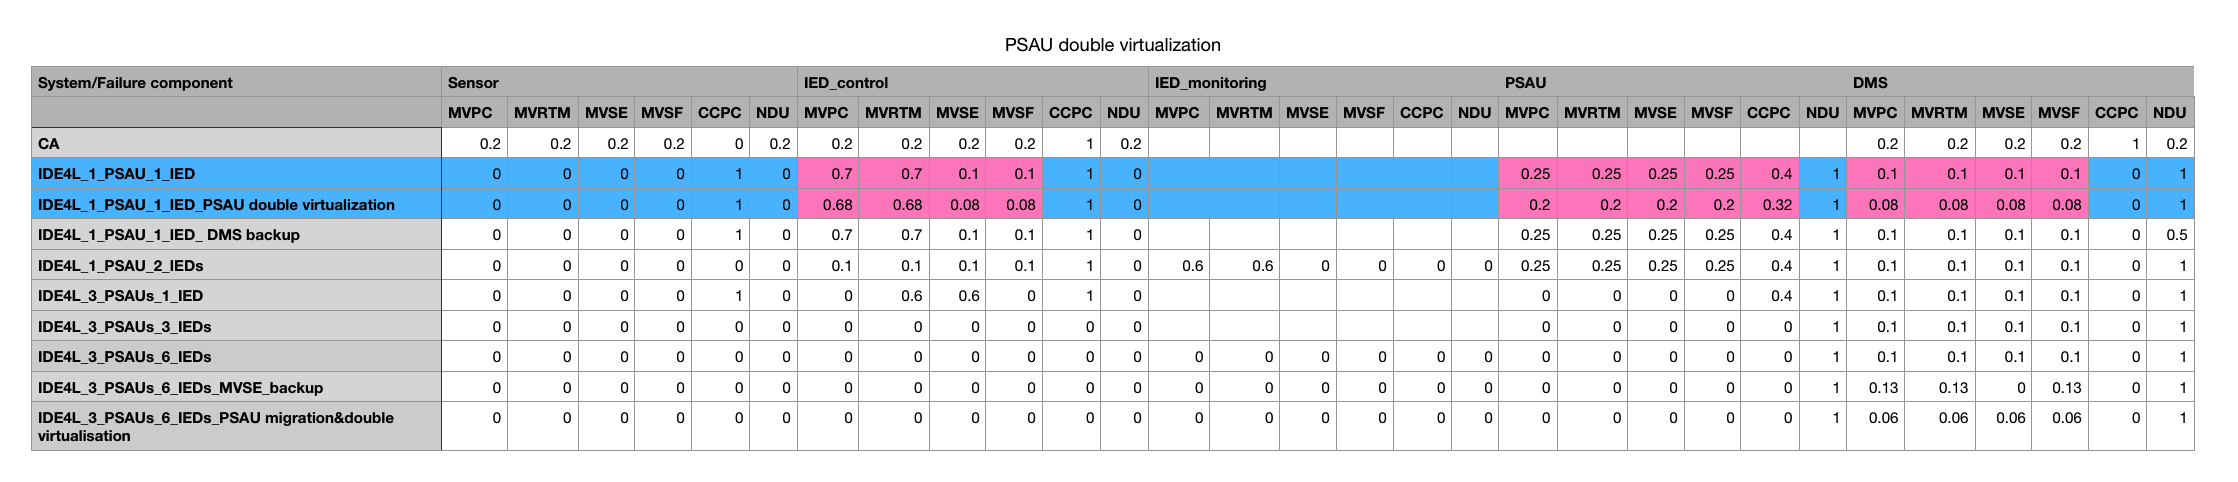 PSAU double virtualization
System/Failure component Sensor IED_control IED_monitoring PSAU DMS
MVPC MVRTM MVSE MVSF CCPC NDU MVPC MVRTM MVSE MVSF CCPC NDU MVPC MVRTM MVSE MVSF CCPC NDU MVPC MVRTM MVSE MVSF CCPC NDU MVPC MVRTM MVSE MVSF CCPC NDU
CA 0.2 0.2 0.2 0.2 0 0.2 0.2 0.2 0.2 0.2 1 0.2 0.2 0.2 0.2 0.2 1 0.2
IDE4L_1_PSAU_1_IED 0 0 0 0 1 0 0.7 0.7 0.1 0.1 1 0 0.25 0.25 0.25 0.25 0.4 1 0.1 0.1 0.1 0.1 0 1
IDE4L_1_PSAU_1_IED_PSAU double virtualization 0 0 0 0 1 0 0.68 0.68 0.08 0.08 1 0 0.2 0.2 0.2 0.2 0.32 1 0.08 0.08 0.08 0.08 0 1
IDE4L_1_PSAU_1_IED_ DMS backup 0 0 0 0 1 0 0.7 0.7 0.1 0.1 1 0 0.25 0.25 0.25 0.25 0.4 1 0.1 0.1 0.1 0.1 0 0.5
IDE4L_1_PSAU_2_IEDs 0 0 0 0 0 0 0.1 0.1 0.1 0.1 1 0 0.6 0.6 0 0 0 0 0.25 0.25 0.25 0.25 0.4 1 0.1 0.1 0.1 0.1 0 1
IDE4L_3_PSAUs_1_IED 0 0 0 0 1 0 0 0.6 0.6 0 1 0 0 0 0 0 0.4 1 0.1 0.1 0.1 0.1 0 1
IDE4L_3_PSAUs_3_IEDs 0 0 0 0 0 0 0 0 0 0 0 0 0 0 0 0 0 1 0.1 0.1 0.1 0.1 0 1
IDE4L_3_PSAUs_6_IEDs 0 0 0 0 0 0 0 0 0 0 0 0 0 0 0 0 0 0 0 0 0 0 0 1 0.1 0.1 0.1 0.1 0 1
IDE4L_3_PSAUs_6_IEDs_MVSE_backup 0 0 0 0 0 0 0 0 0 0 0 0 0 0 0 0 0 0 0 0 0 0 0 1 0.13 0.13 0 0.13 0 1
IDE4L_3_PSAUs_6_IEDs_PSAU migration&double 0 0 0 0 0 0 0 0 0 0 0 0 0 0 0 0 0 0 0 0 0 0 0 1 0.06 0.06 0.06 0.06 0 1
virtualisation